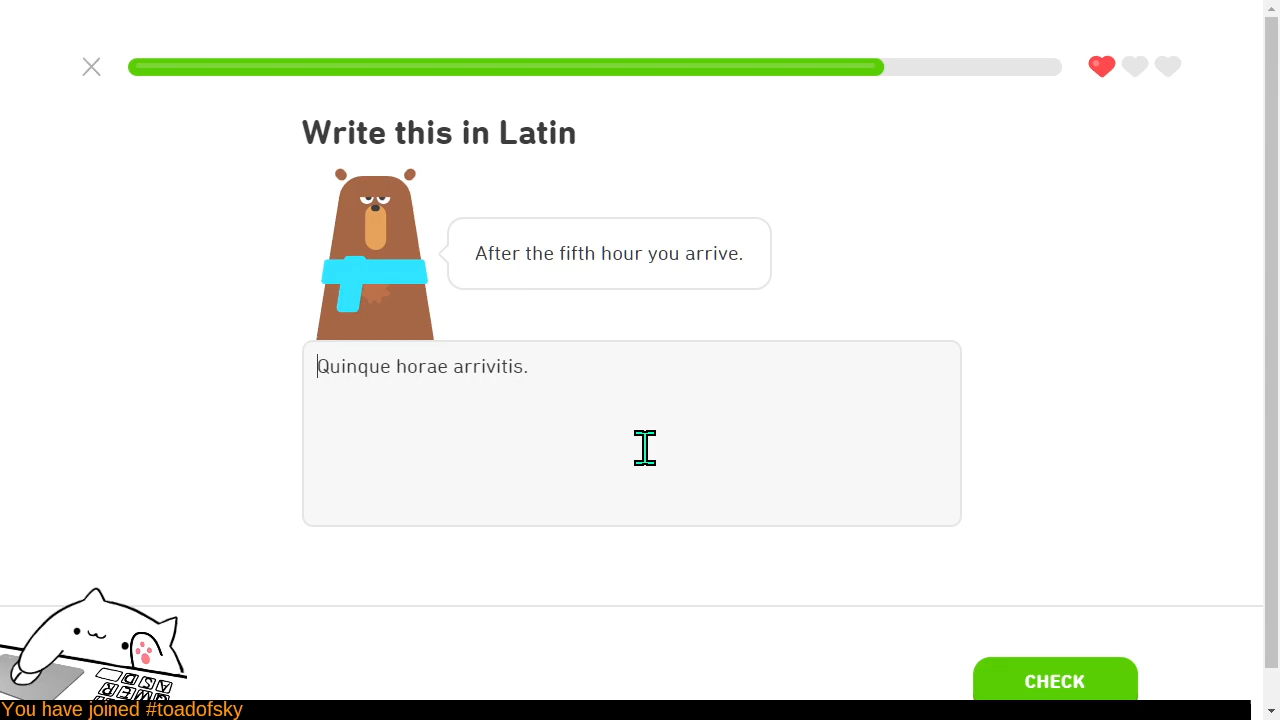 Write this in Latin
After the fifth hour you arrive.
Quinque horae arrivitis.
CHECK
You have joined #toadofsky